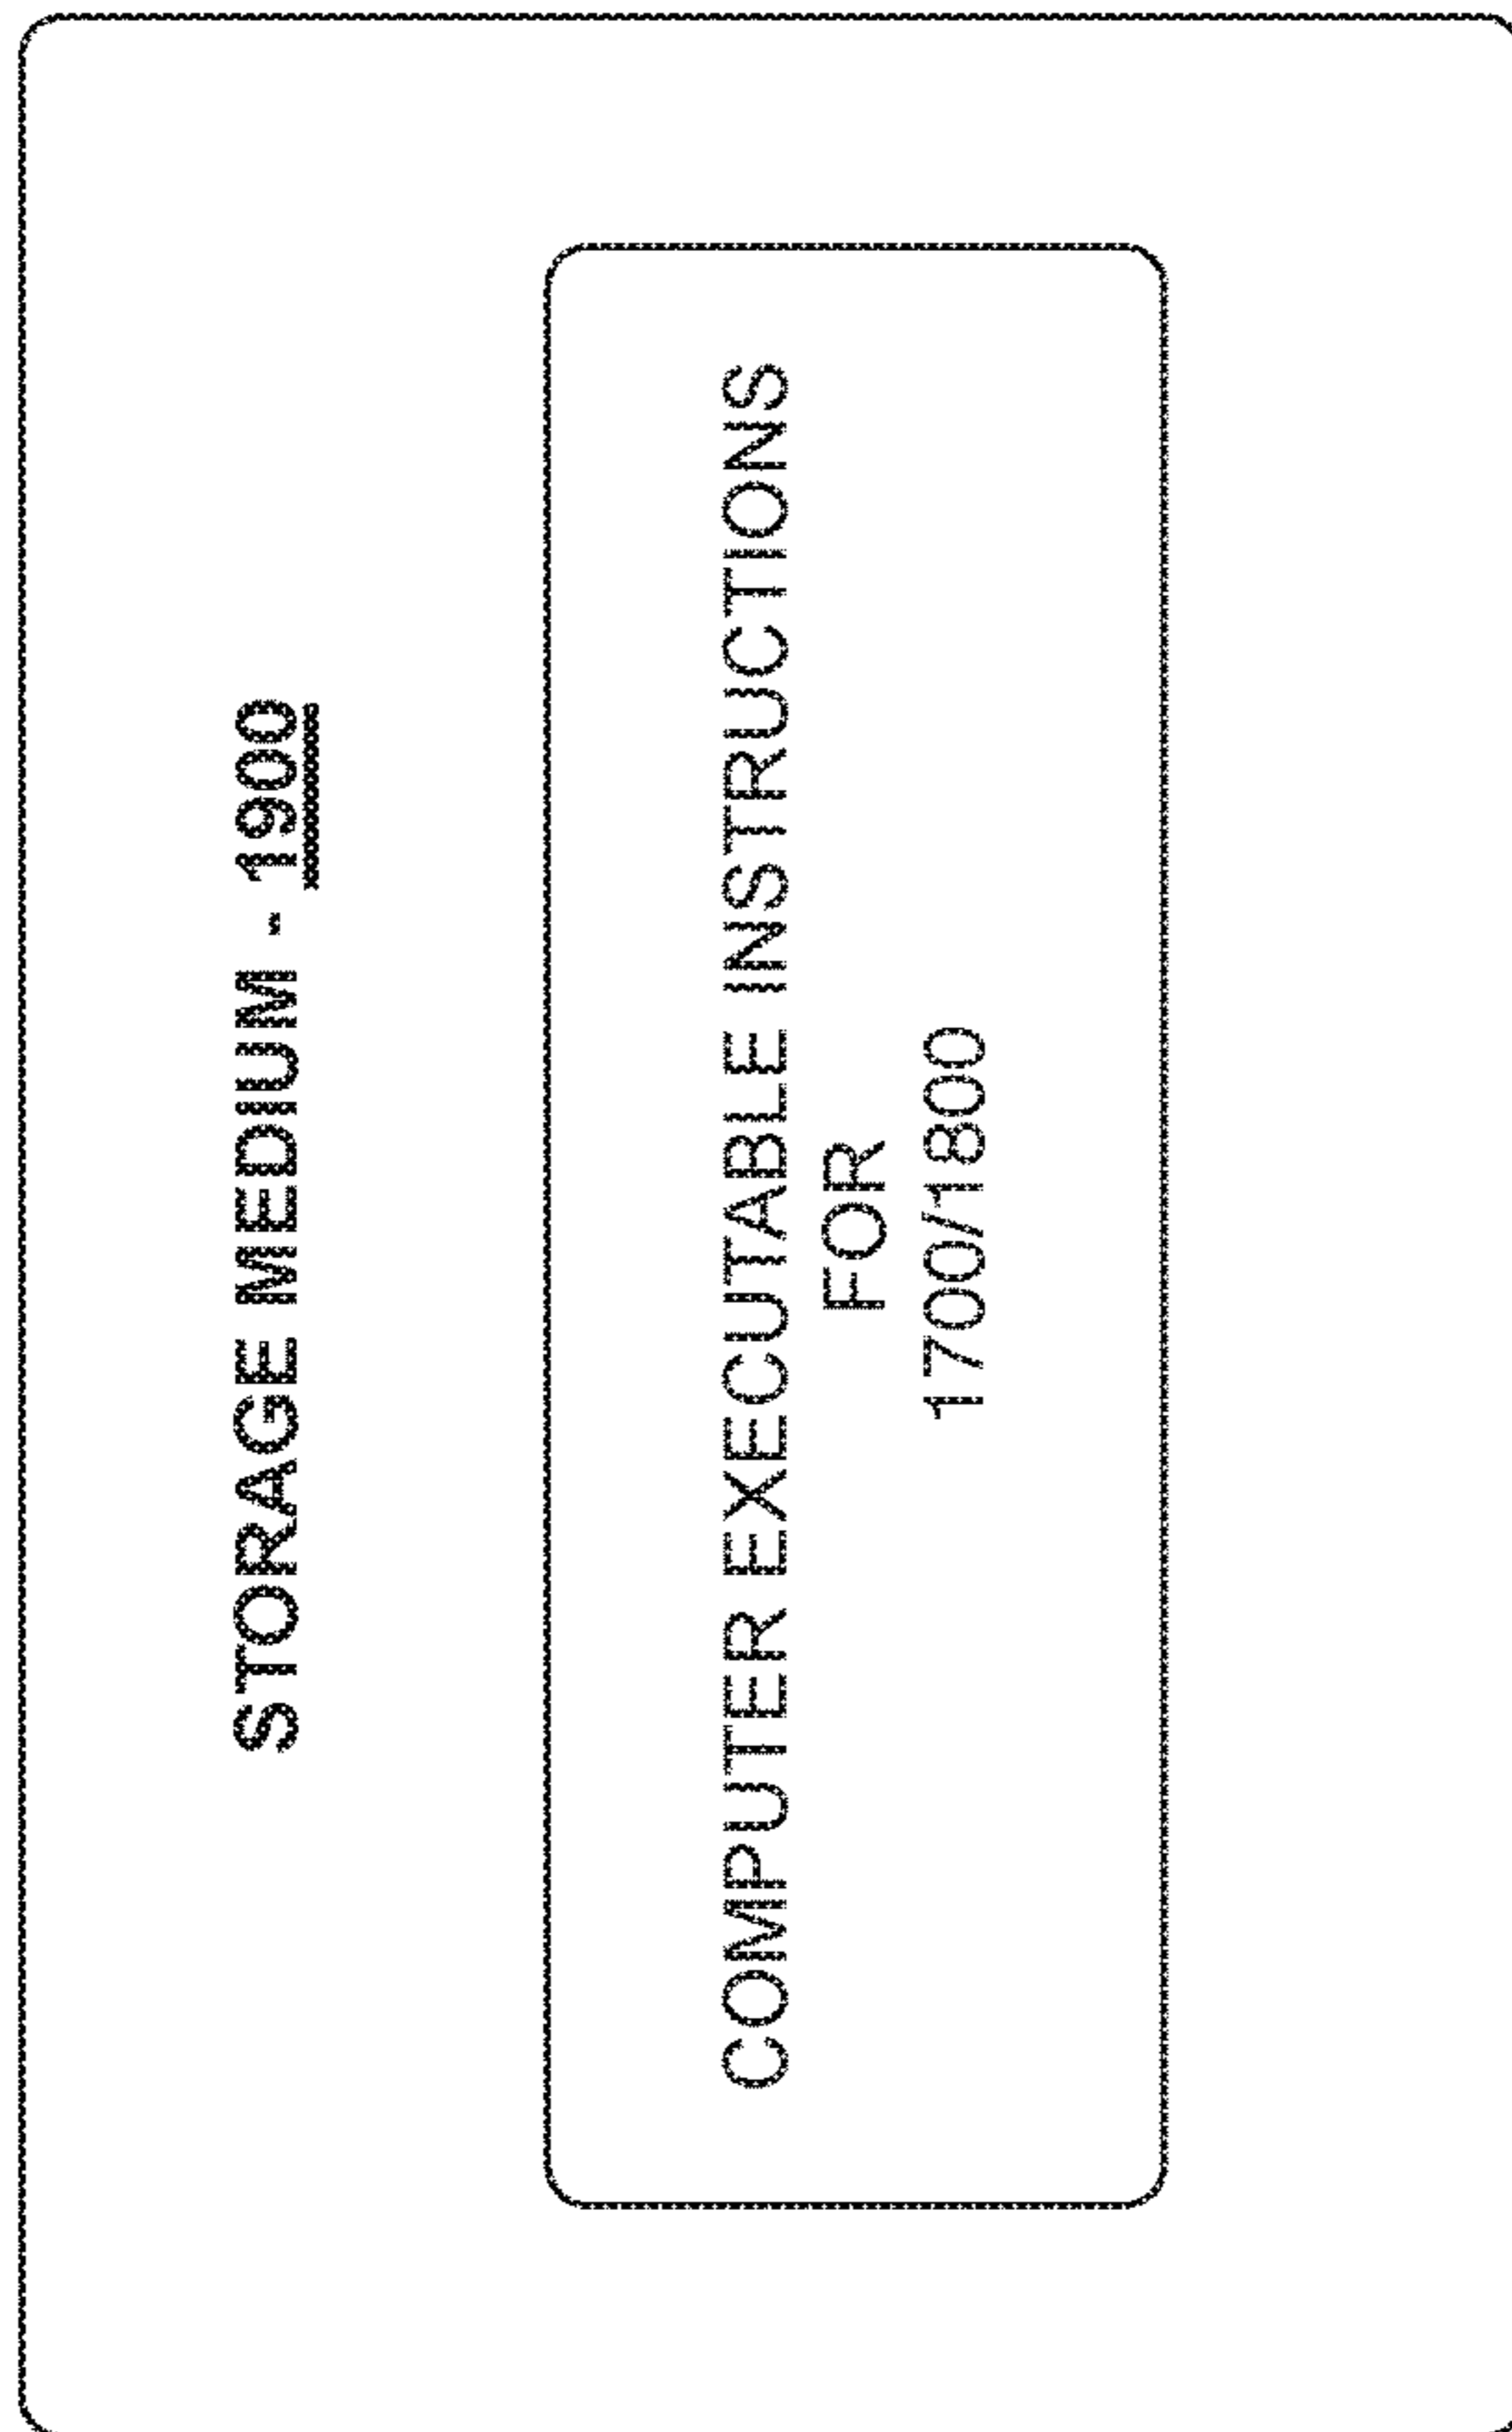 STORAGE MEDIUM - 1900
COMPUTER EXECUTABLE INSTRUCTIONS
FOR
1700/1800